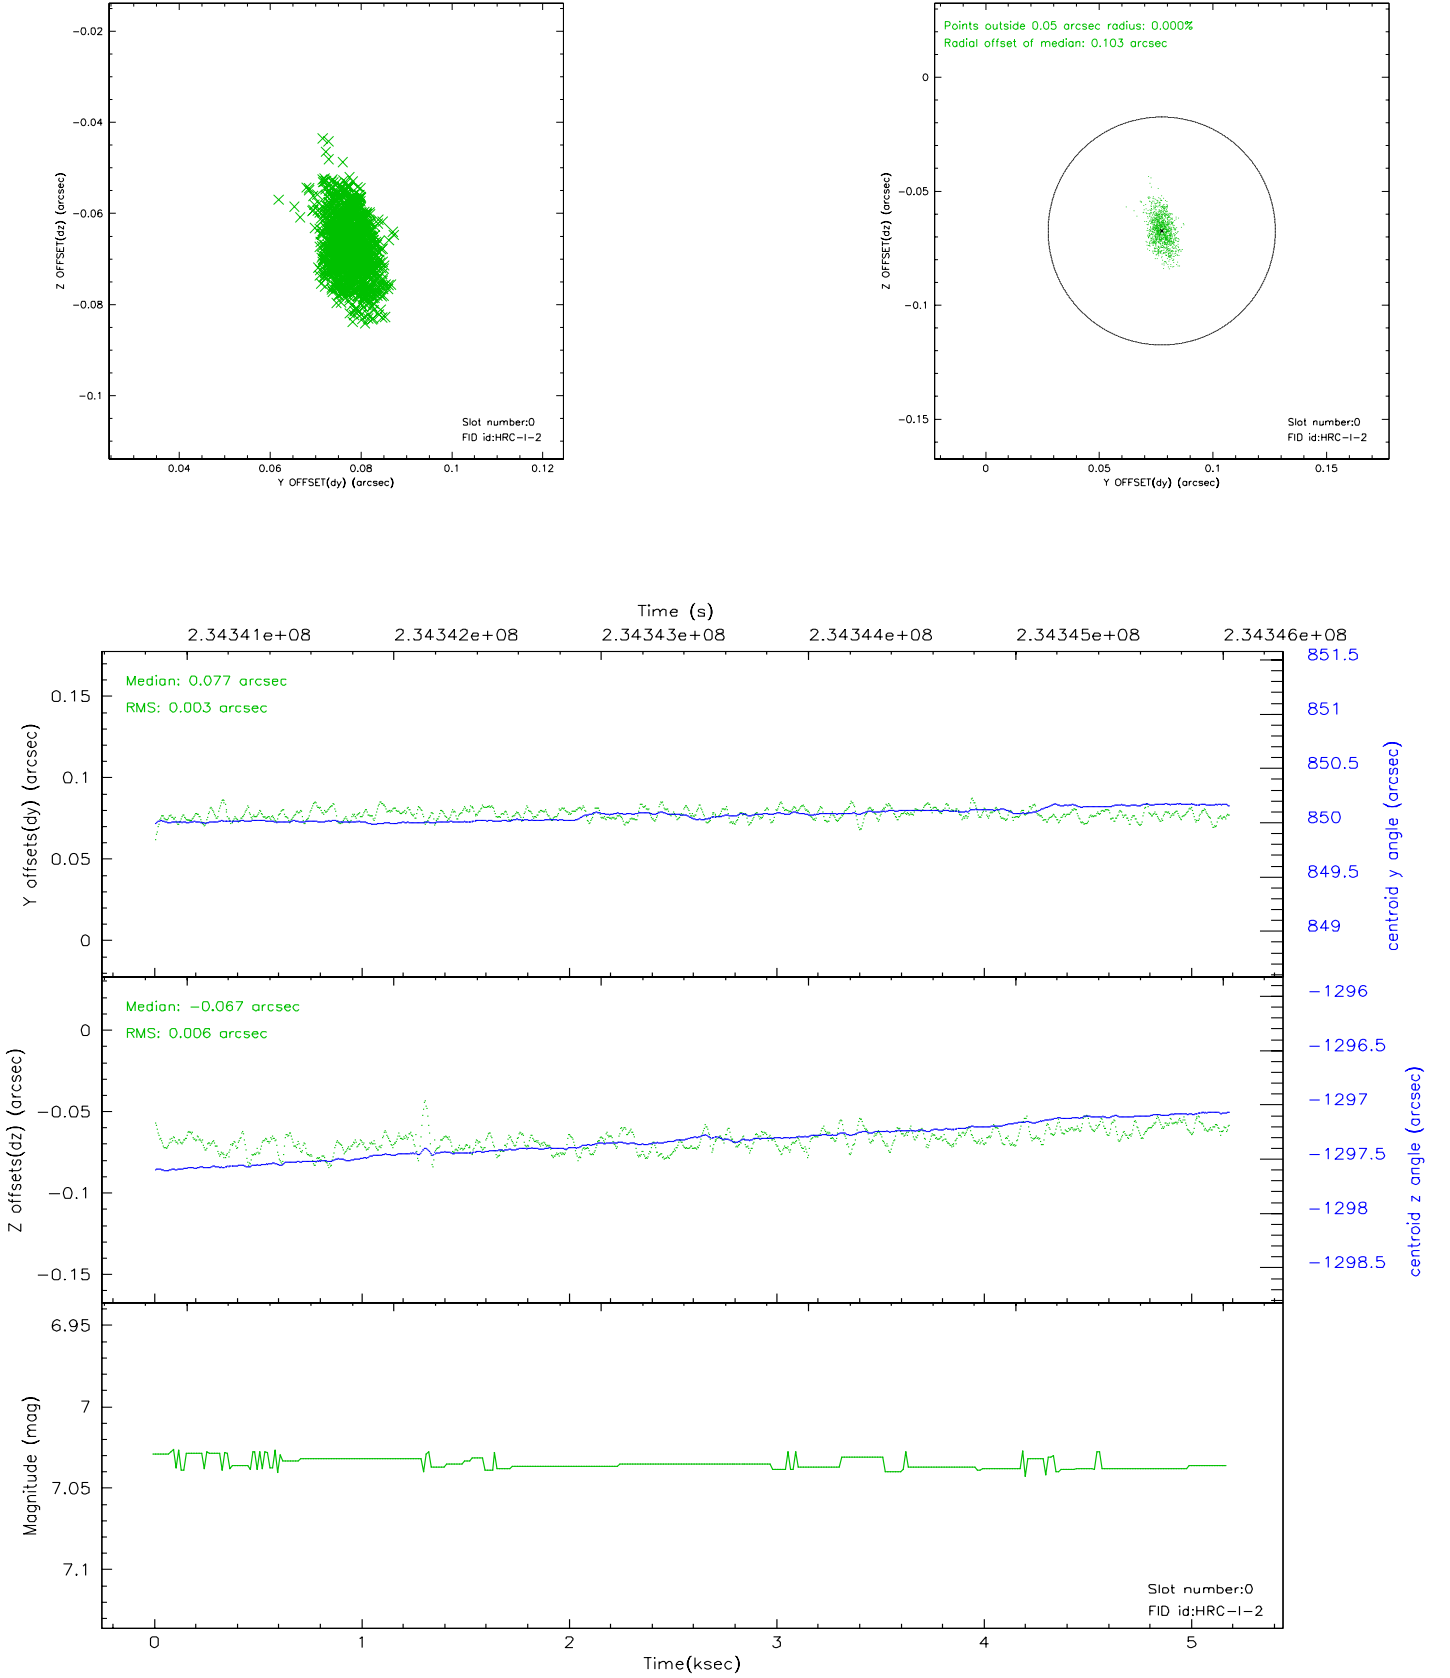 Points outside 0.05 arcsec radius: 0.000%
Radial offset of median: 0.103 arcsec
−0.02
−0.04
−0.06
−0.08
−0.1
Z OFFSET(dz) (arcsec)
Slot number:0
FID id:HRC−I−2
0.04 0.06 0.08 0.1 0.12
Y OFFSET(dy) (arcsec)
0
−0.05
−0.1
−0.15
Z OFFSET(dz) (arcsec)
Slot number:0
FID id:HRC−I−2
0 0.05 0.1 0.15
Y OFFSET(dy) (arcsec)
Time (s)
2.34341e+08 2.34342e+08 2.34343e+08 2.34344e+08 2.34345e+08 2.34346e+08
Median: 0.077 arcsec
RMS: 0.003 arcsec
0.15
0.1
0.05
0
Y offsets(dy) (arcsec)
851.5
851
850.5
850
849.5
849
centroid y angle (arcsec)
Median: −0.067 arcsec
RMS: 0.006 arcsec
0
−0.05
−0.1
−0.15
Z offsets(dz) (arcsec)
−1296
−1296.5
−1297
−1297.5
−1298
−1298.5
centroid z angle (arcsec)
6.95
7
7.05
7.1
Magnitude (mag)
Slot number:0
FID id:HRC−I−2
0 1 2 3 4 5
Time(ksec)